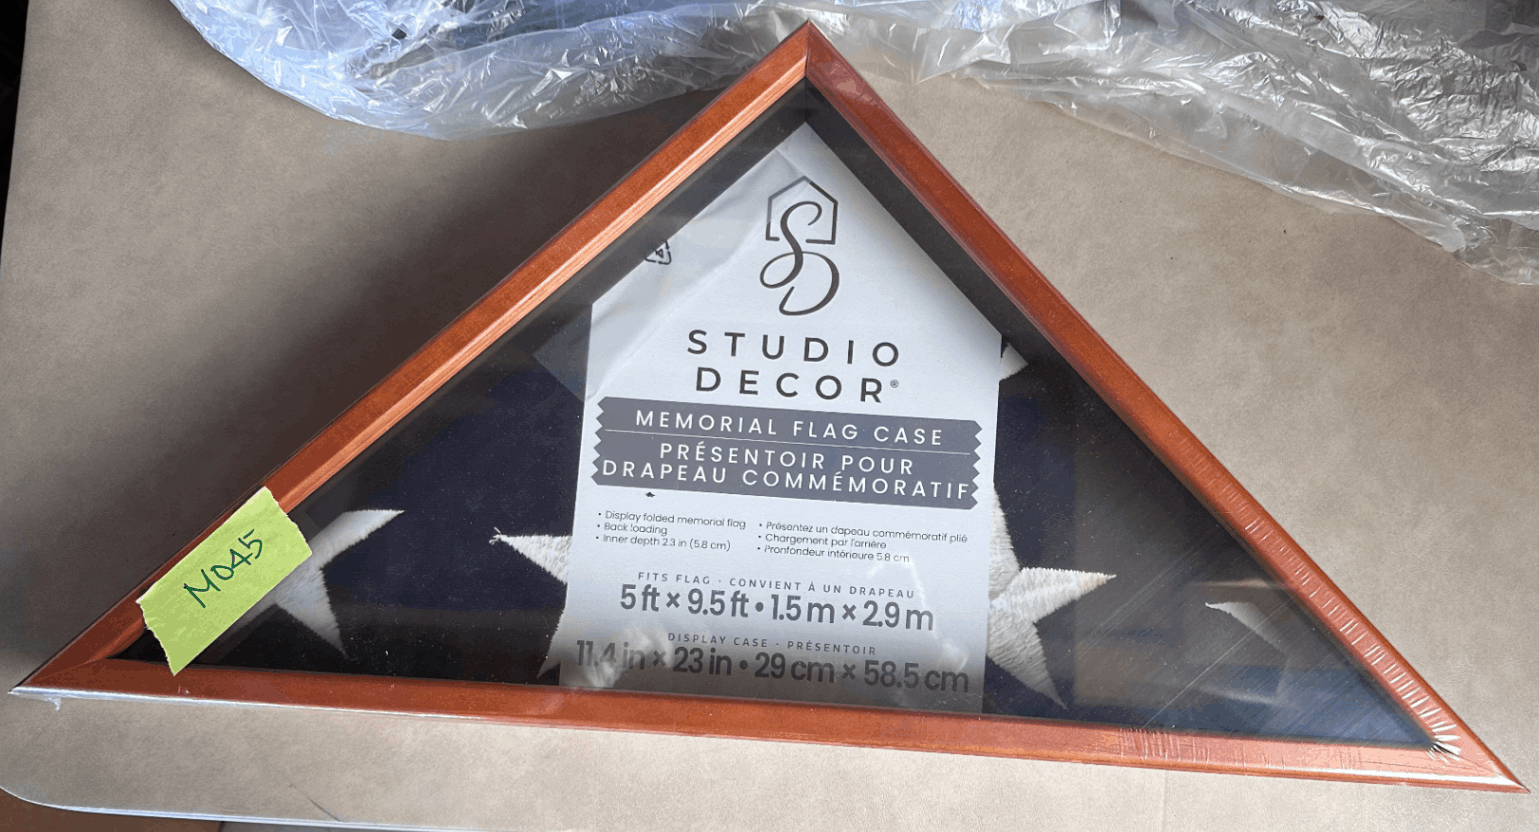 SD
STUDIO
DECOR®
MEMORIAL FLAG CASE
PRÉSENTOIR POUR
DRAPEAU COMMÉMORATIF
• Display folded memorial flag
• Back loading
• Inner depth 2.3 in (5.8 cm)
• Présentez un dapeau commémoratif plié
• Chargement par l'arrière
• Pronfondeur intérieure 5.8 cm
FITS FLAG · CONVIENT À UN DRAPEAU
5 ft × 9.5 ft • 1.5 m × 2.9 m
DISPLAY CASE · PRÉSENTOIR
11.4 in × 23 in • 29 cm × 58.5 cm
M045